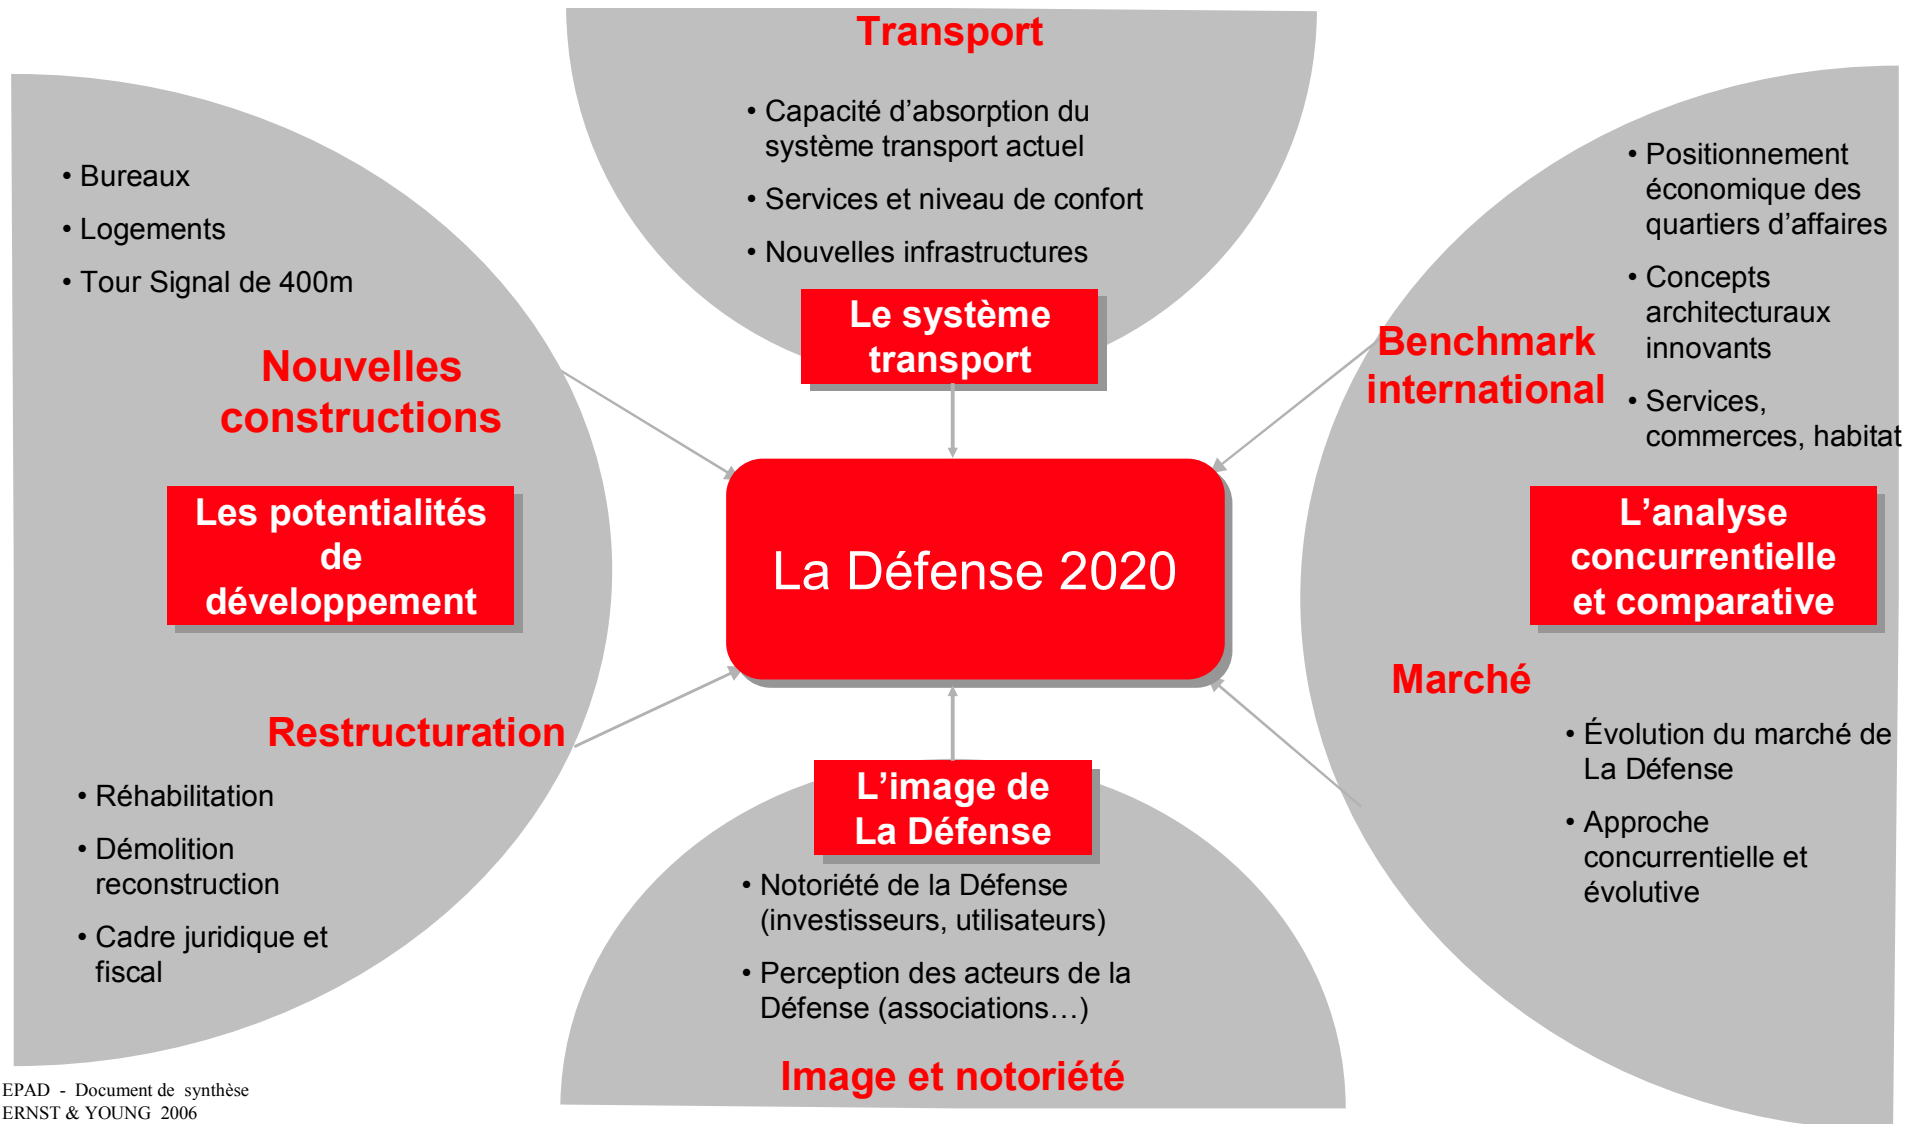 Transport
• Capacité d’absorption du
système transport actuel
• Services et niveau de confort
• Nouvelles infrastructures
Le système
transport
• Bureaux
• Logements
• Tour Signal de 400m
Nouvelles
constructions
Les potentialités
de
développement
Restructuration
• Réhabilitation
• Démolition
reconstruction
• Cadre juridique et
fiscal
La Défense 2020
• Positionnement
économique des
quartiers d’affaires
• Concepts
architecturaux
innovants
• Services,
commerces, habitat
Benchmark
international
L’analyse
concurrentielle
et comparative
Marché
• Évolution du marché de
La Défense
• Approche
concurrentielle et
évolutive
L’image de
La Défense
• Notoriété de la Défense
(investisseurs, utilisateurs)
• Perception des acteurs de la
Défense (associations…)
Image et notoriété
EPAD - Document de synthèse
ERNST & YOUNG 2006